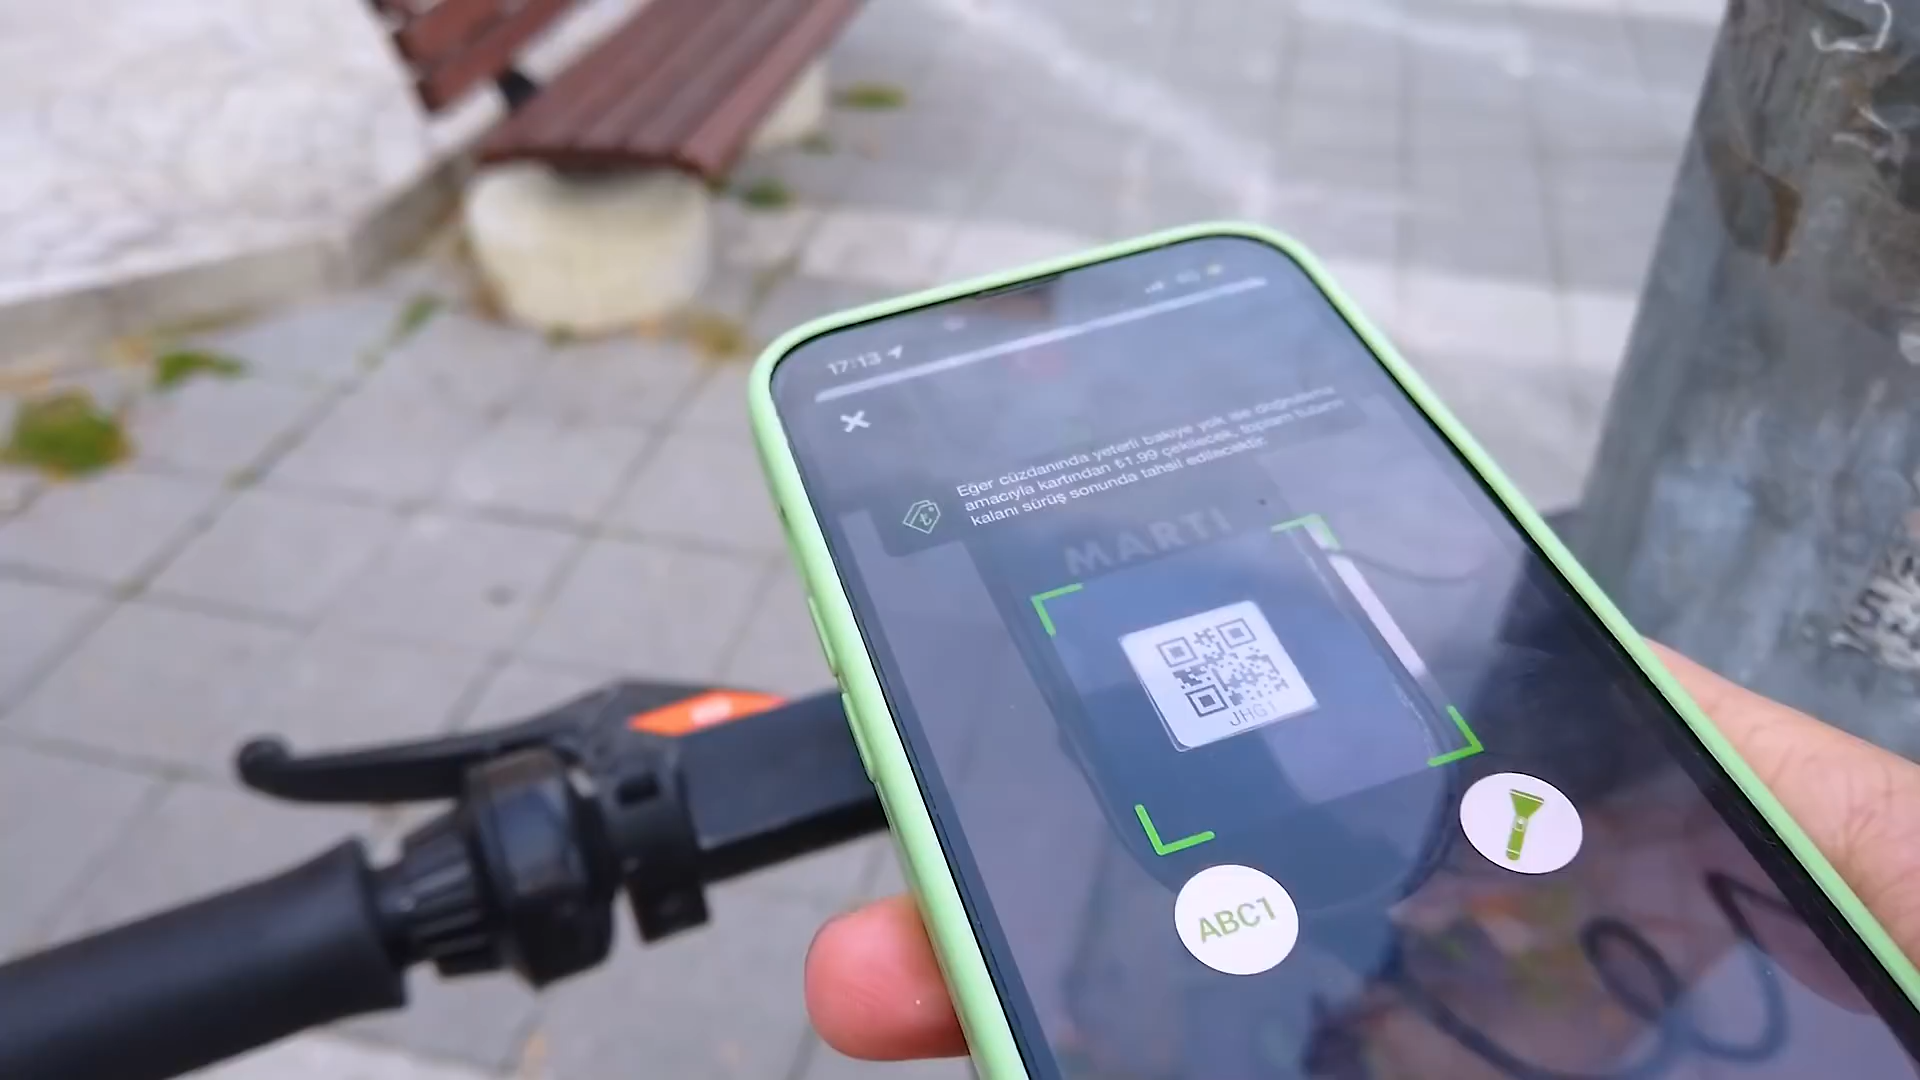 17:13
Eğer cüzdanında yeterli bakiye yok ise doğrulama
amacıyla kartından ₺1.99 çekilecek, toplam tutarın
kalanı sürüş sonunda tahsil edilecektir.
MARTI
JHG1
ABC1